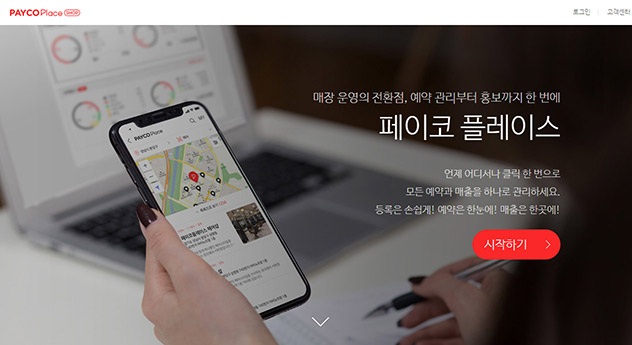 PAYCO Place SHOP
로그인
고객센터
매장 운영의 전환점, 예약 관리부터 홍보까지 한 번에
페이코 플레이스
언제 어디서나 클릭 한 번으로
모든 예약과 매출을 하나로 관리하세요.
등록은 손쉽게! 예약은 한눈에! 매출은 한곳에!
시작하기
PAYCO Place